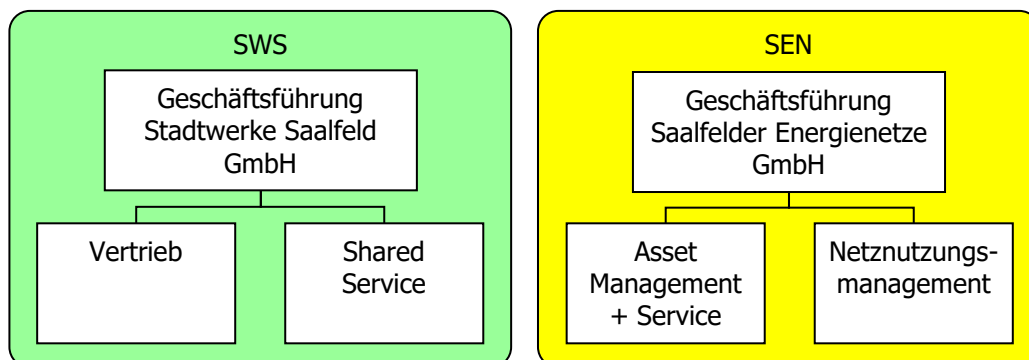 SWS
Geschäftsführung
Stadtwerke Saalfeld
GmbH
Vertrieb
Shared
Service
SEN
Geschäftsführung
Saalfelder Energienetze
GmbH
Asset
Management
+ Service
Netznutzungs-
management